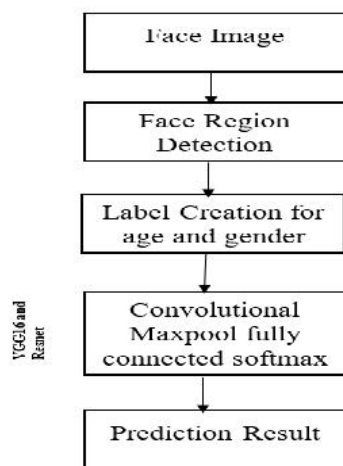 Face Image
Face Region
Detection
Label Creation for
age and gender
VGG16 and
Resnet
Convolutional
Maxpool fully
connected softmax
Prediction Result